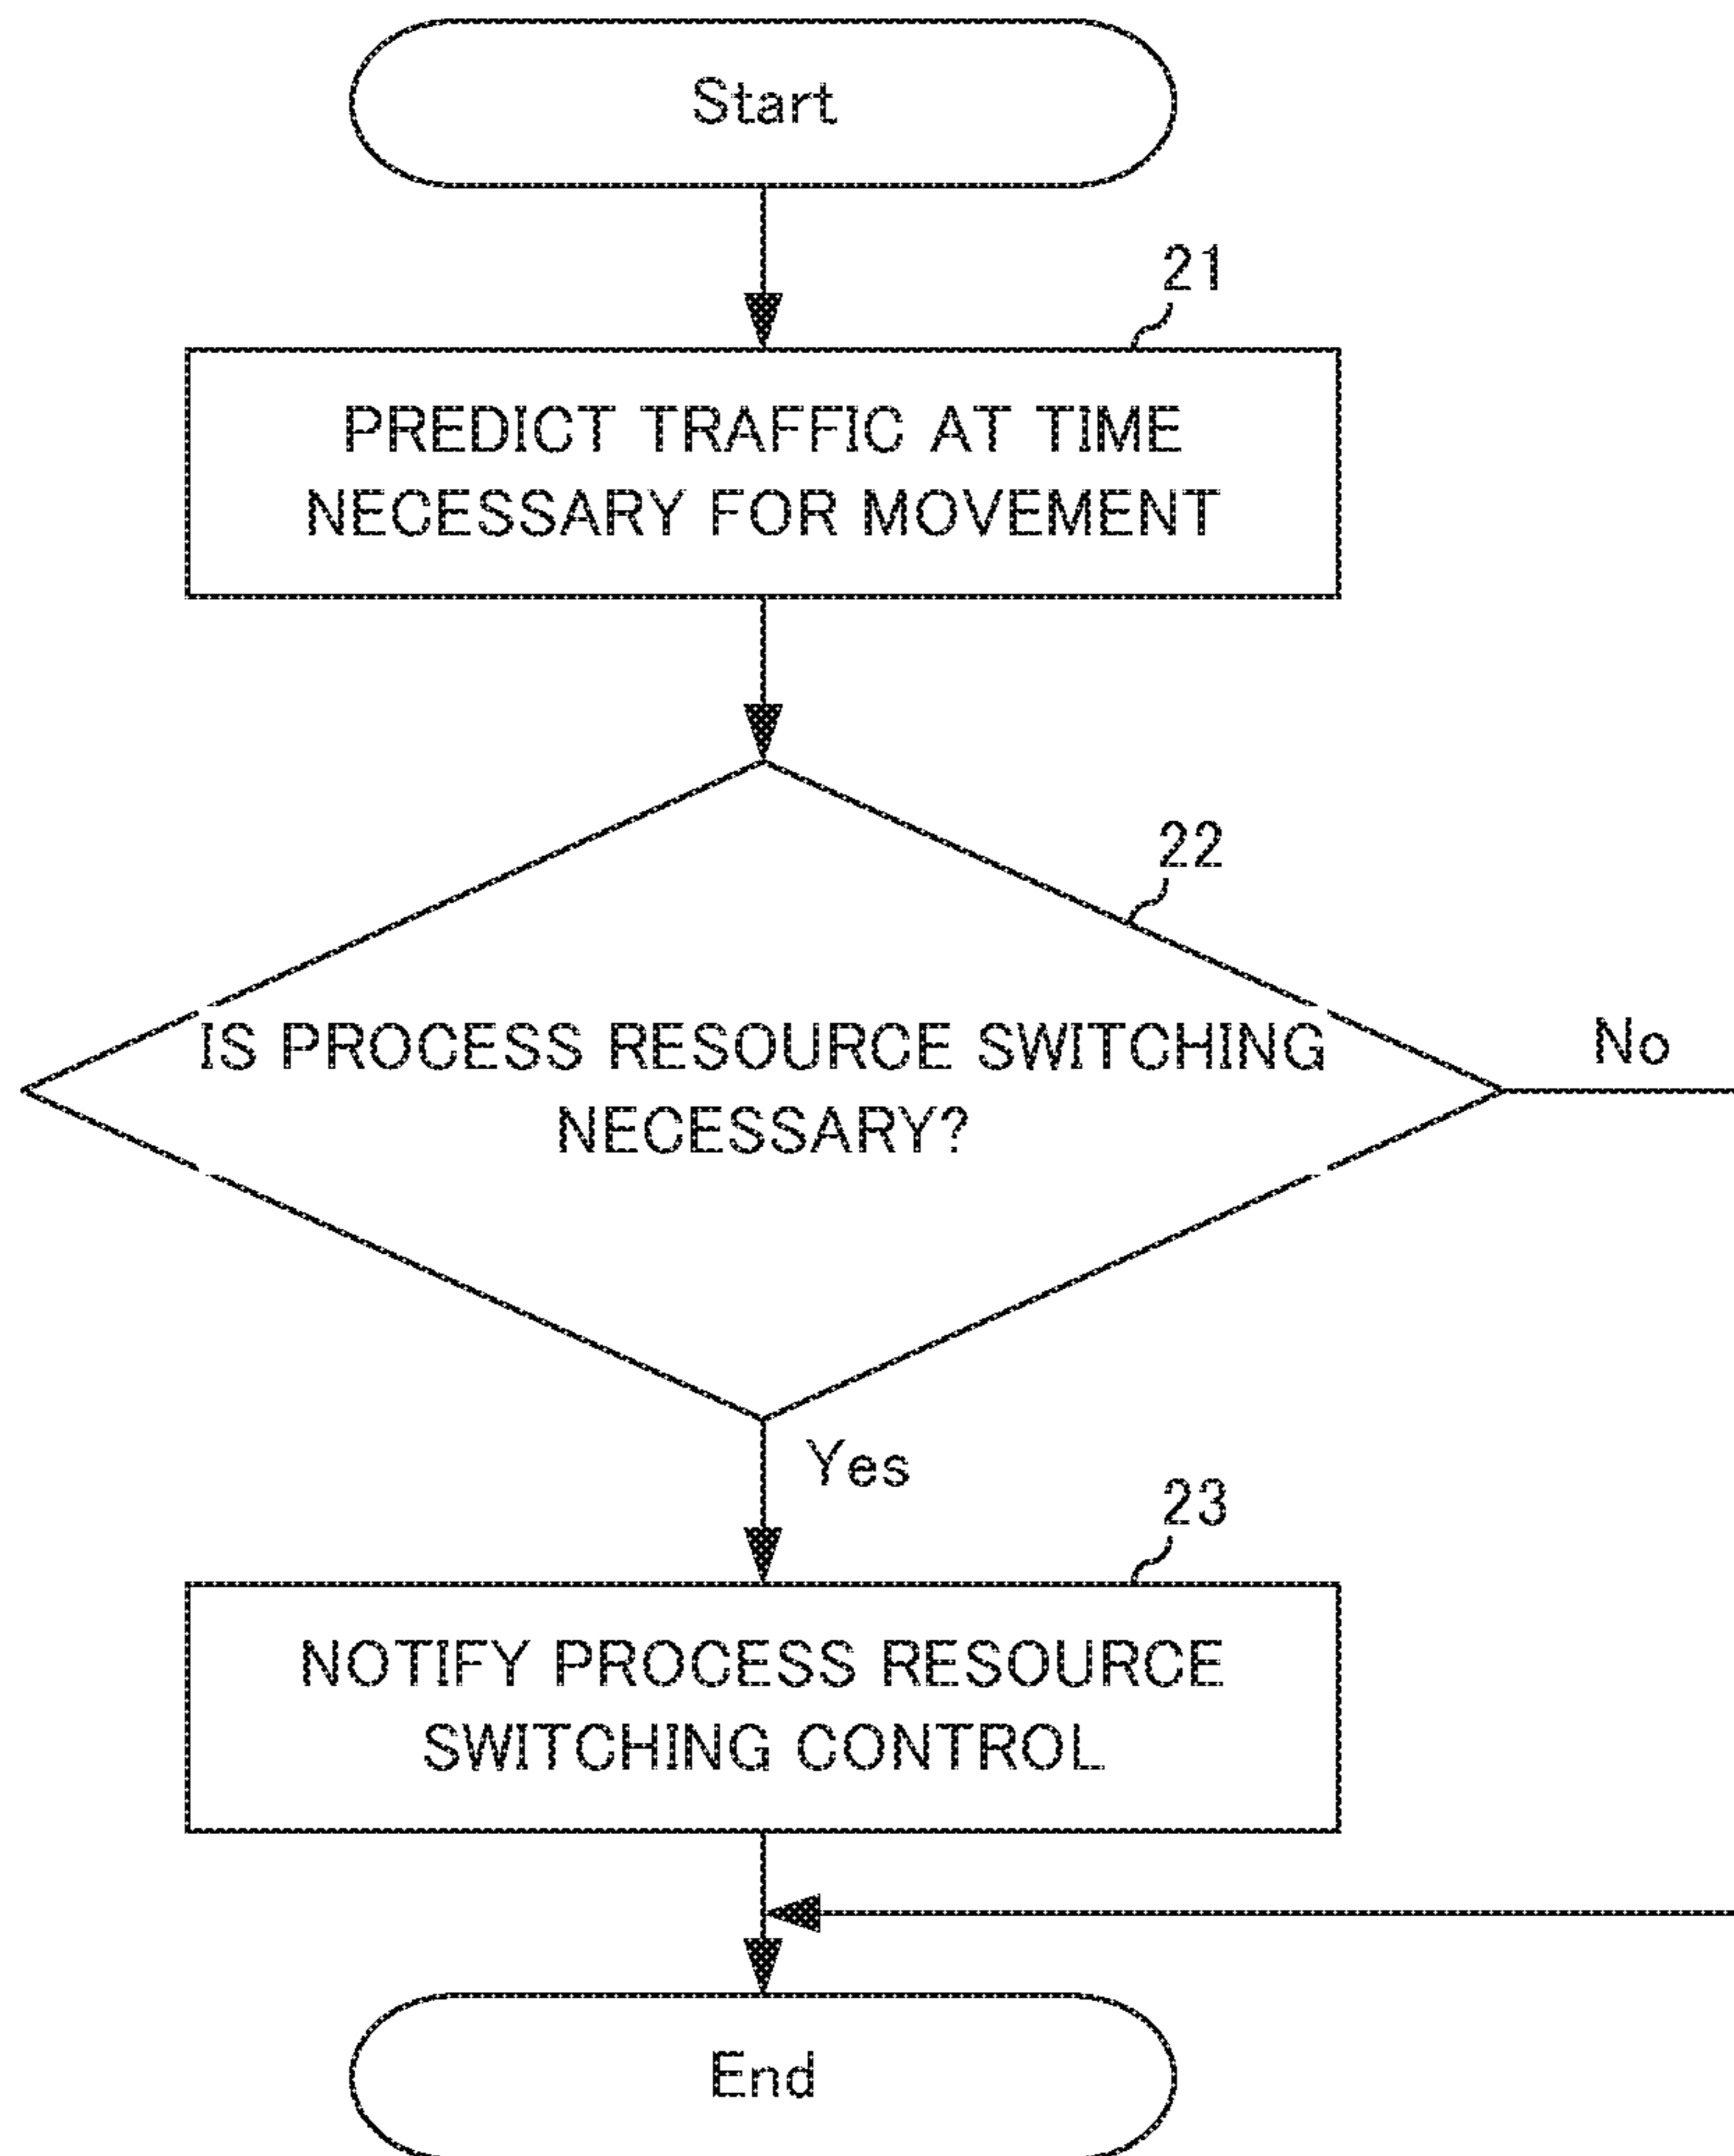 Start
21
PREDICT TRAFFIC AT TIME
NECESSARY FOR MOVEMENT
22
IS PROCESS RESOURCE SWITCHING
NECESSARY?
No
Yes
23
NOTIFY PROCESS RESOURCE
SWITCHING CONTROL
End